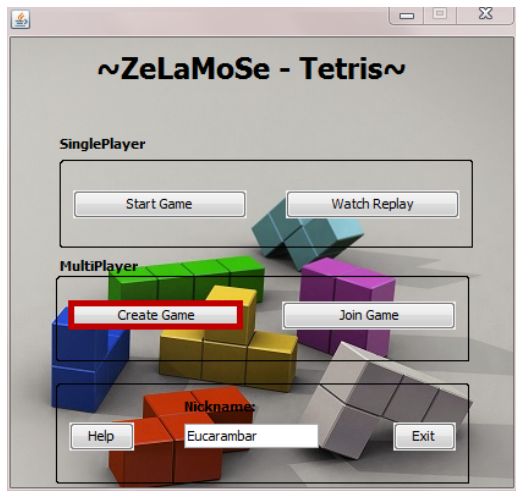 ~ZeLaMoSe - Tetris~
SinglePlayer
Start Game Watch Replay
MultiPlayer
Create Game Join Game
Nickname:
Help Eucarambar Exit